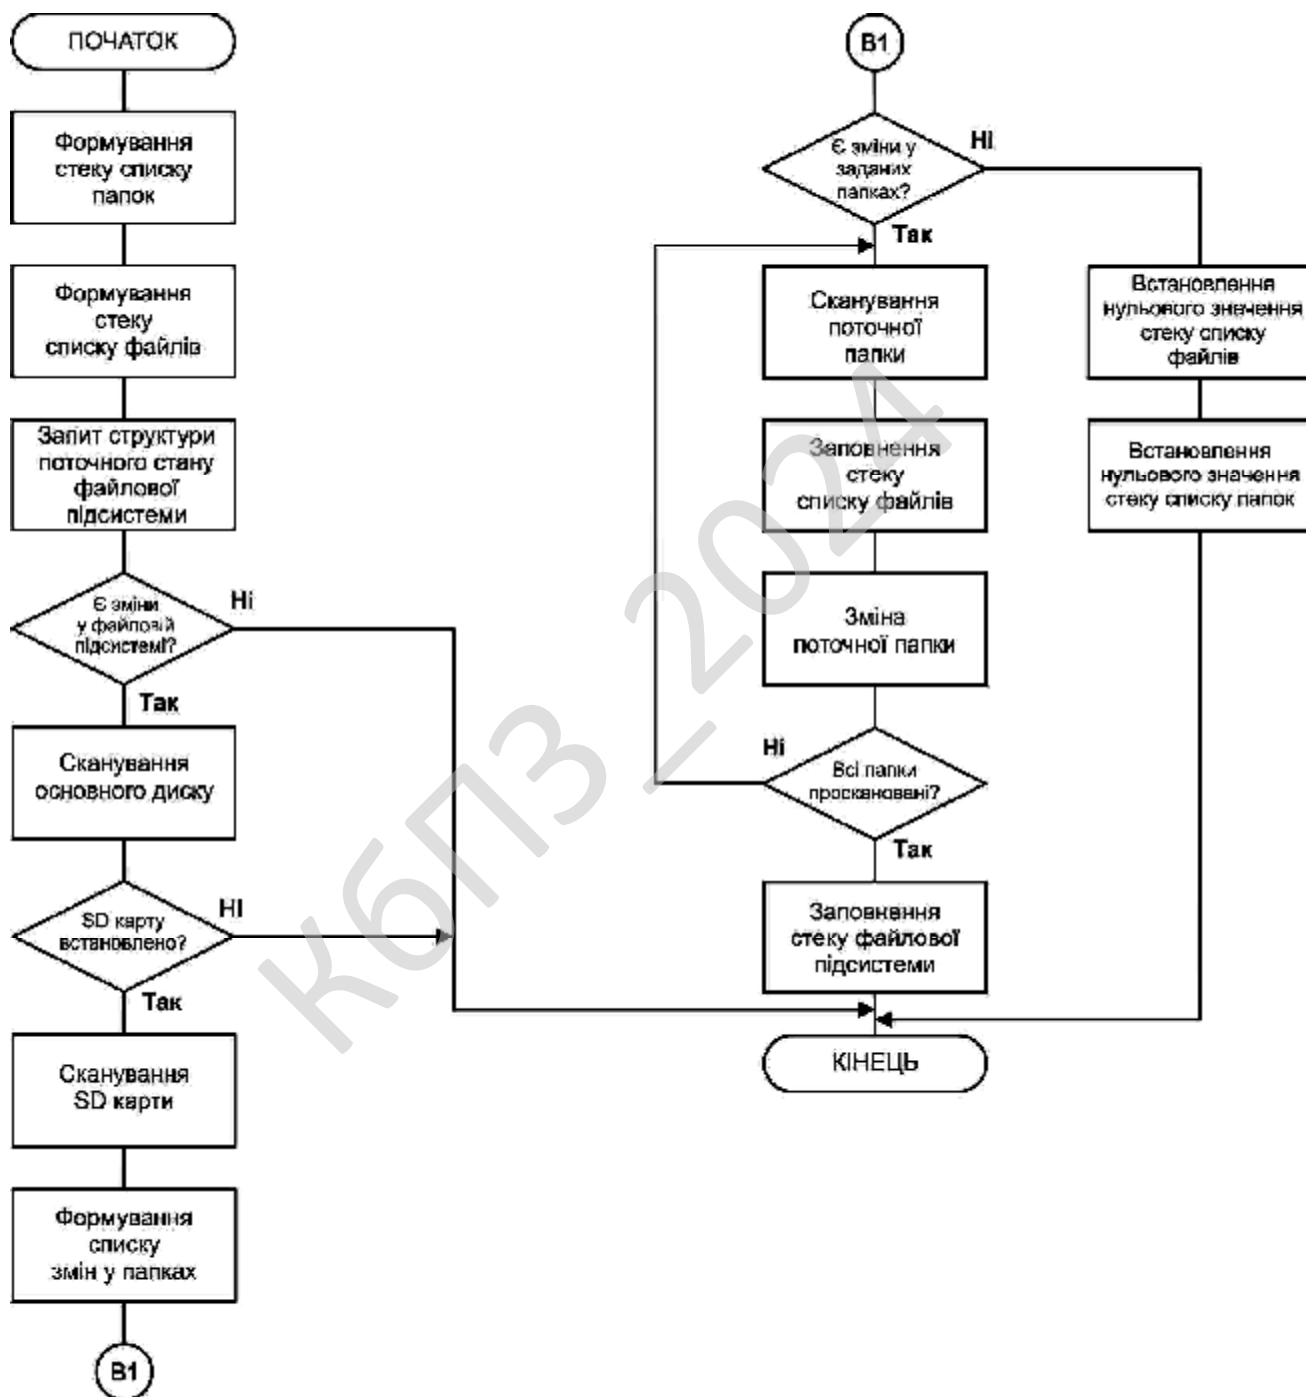 ПОЧАТОК
Формування
стеку списку
папок
Формування
стеку
списку файлів
Запит структури
поточного стану
файлової
підсистеми
Є зміни
у файловій
підсистемі?
Ні
Так
Сканування
основного диску
SD карту
встановлено?
Ні
Так
Сканування
SD карти
Формування
списку
змін у папках
В1
В1
Є зміни у
заданих
папках?
Ні
Так
Сканування
поточної
папки
Заповнення
стеку
списку файлів
Зміна
поточної папки
Ні
Всі папки
проскановані?
Так
Заповнення
стеку файлової
підсистеми
КІНЕЦЬ
Встановлення
нульового значення
стеку списку
файлів
Встановлення
нульового значення
стеку списку папок
КбПЗ_2024